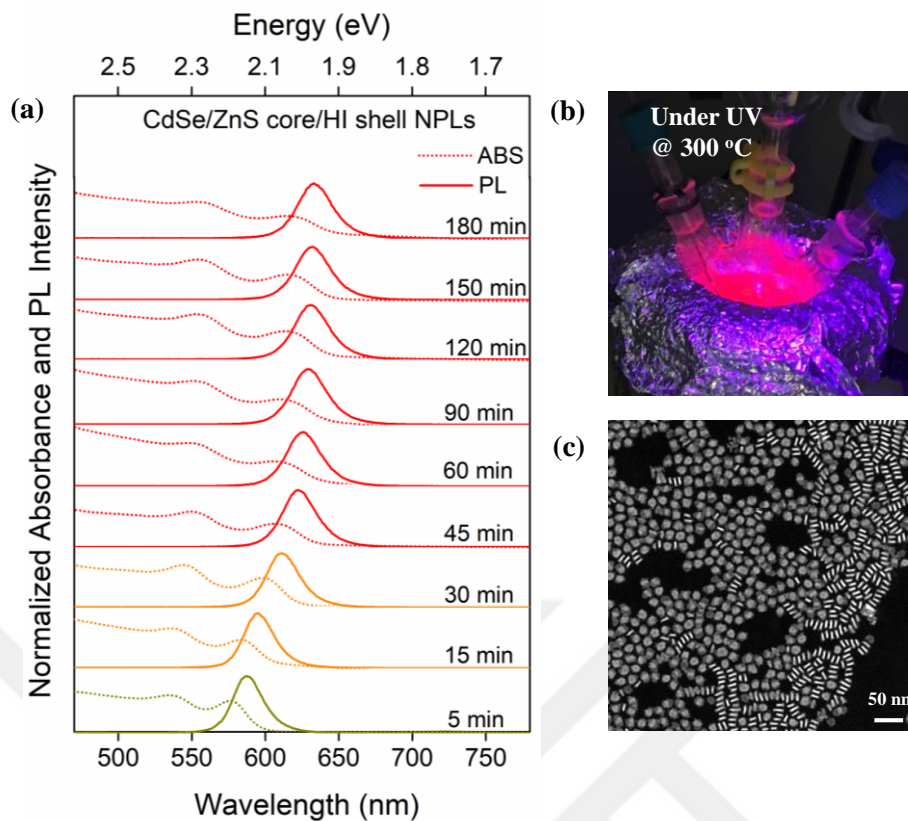 Energy (eV)
2.5 2.3 2.1 1.9 1.8 1.7
(a)
CdSe/ZnS core/HI shell NPLs
ABS
PL
180 min
150 min
120 min
90 min
60 min
45 min
30 min
15 min
5 min
Normalized Absorbance and PL Intensity
500 550 600 650 700 750
Wavelength (nm)
(b)
Under UV
@ 300 °C
(c)
50 nm